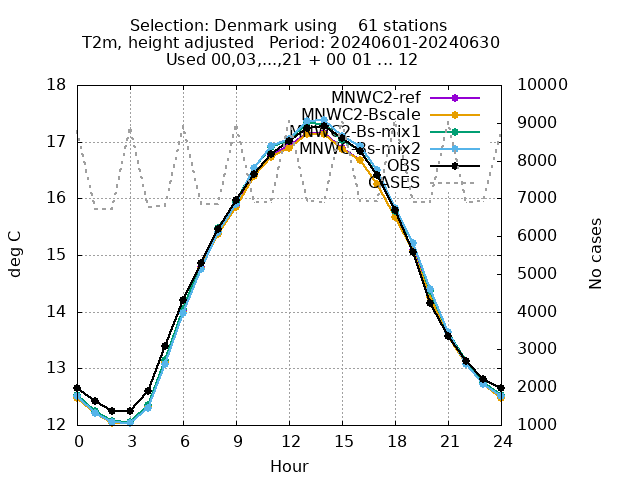 Selection: Denmark using 61 stations
T2m, height adjusted Period: 20240601-20240630
Used 00,03,...,21 + 00 01 ... 12
18
17
16
15
14
13
12
deg C
10000
9000
8000
7000
6000
5000
4000
3000
2000
1000
No cases
MNWC2-ref
MNWC2-Bscale
MNWC2-Bs-mix1
MNWC-Bs-mix2
OBS
CASES
0 3 6 9 12 15 18 21 24
Hour